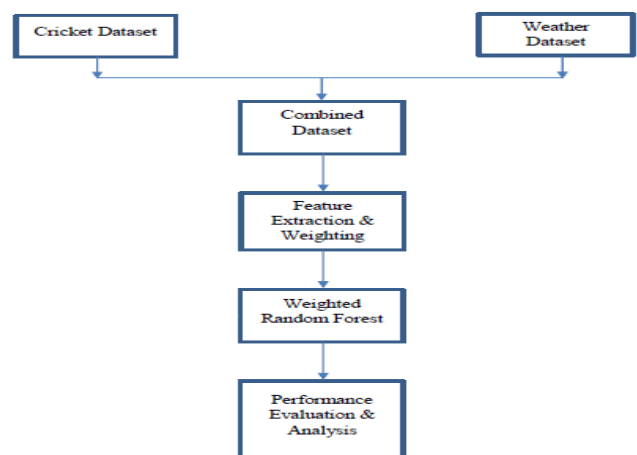 Cricket Dataset
Weather
Dataset
Combined
Dataset
Feature
Extraction &
Weighting
Weighted
Random Forest
Performance
Evaluation &
Analysis